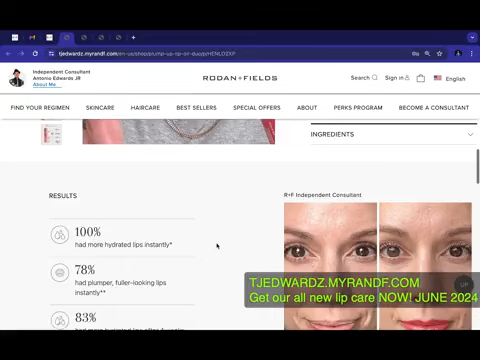 tjedwardz.myrandf.com
Independent Consultant
Antonio Edwards JR
About Me
RODAN+FIELDS
Search
Sign in
English
FIND YOUR REGIMEN
SKINCARE
HAIRCARE
BEST SELLERS
SPECIAL OFFERS
ABOUT
PERKS PROGRAM
BECOME A CONSULTANT
INGREDIENTS
RESULTS
R+F Independent Consultant
100%
had more hydrated lips instantly*
78%
had plumper, fuller-looking lips
instantly**
83%
UP
TJEDWARDZ.MYRANDF.COM
Get our all new lip care NOW! JUNE 2024